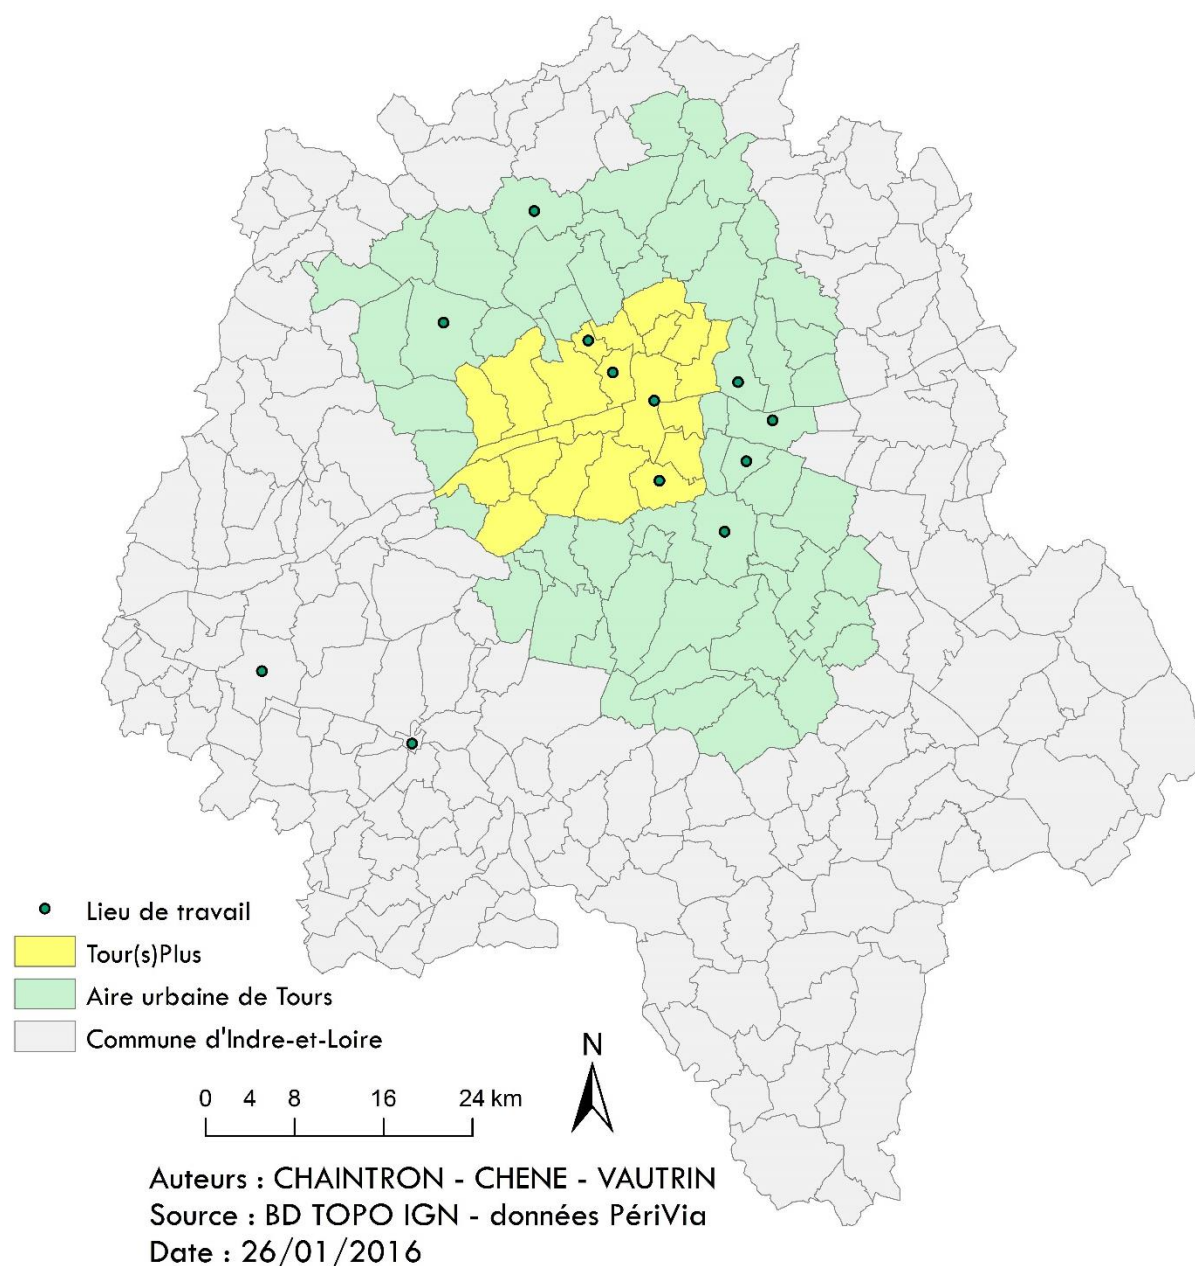 Lieu de travail
Tour(s)Plus
Aire urbaine de Tours
Commune d'Indre-et-Loire
N
0 4 8 16 24 km
Auteurs : CHAINTRON - CHENE - VAUTRIN
Source : BD TOPO IGN - données PériVia
Date : 26/01/2016